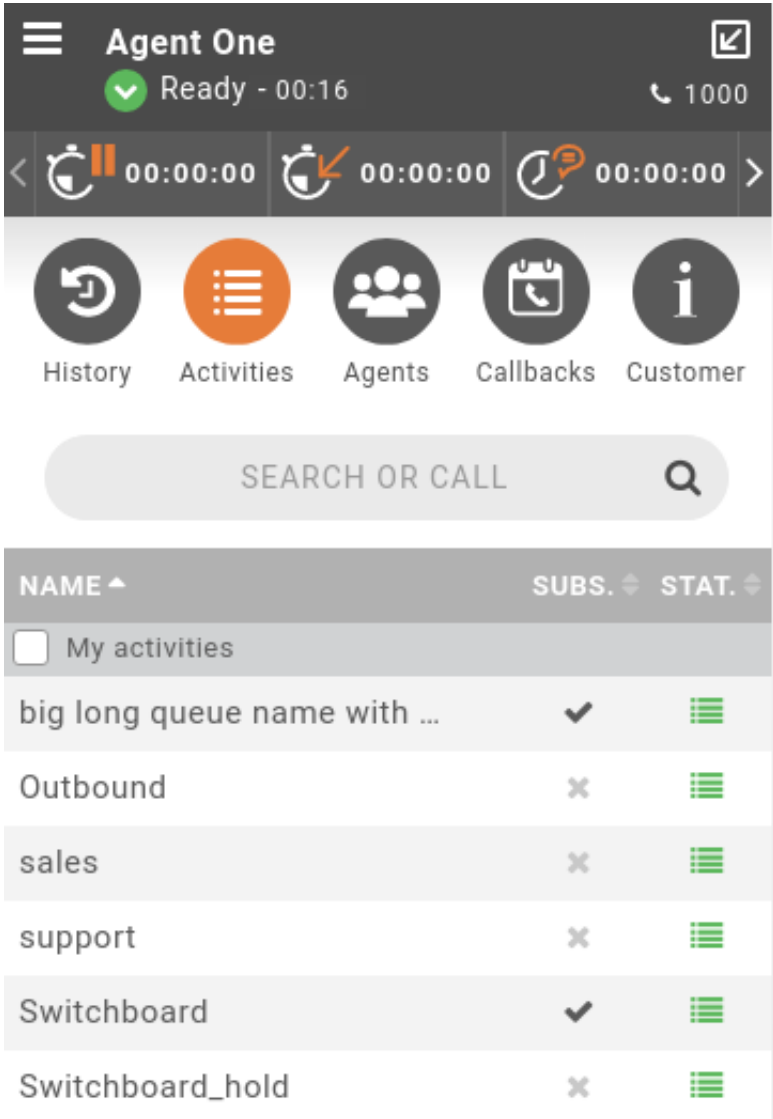 Agent One
Ready - 00:16
1000
00:00:00 00:00:00 00:00:00
History Activities Agents Callbacks Customer
SEARCH OR CALL
NAME SUBS. STAT.
My activities
big long queue name with ...
Outbound
sales
support
Switchboard
Switchboard_hold